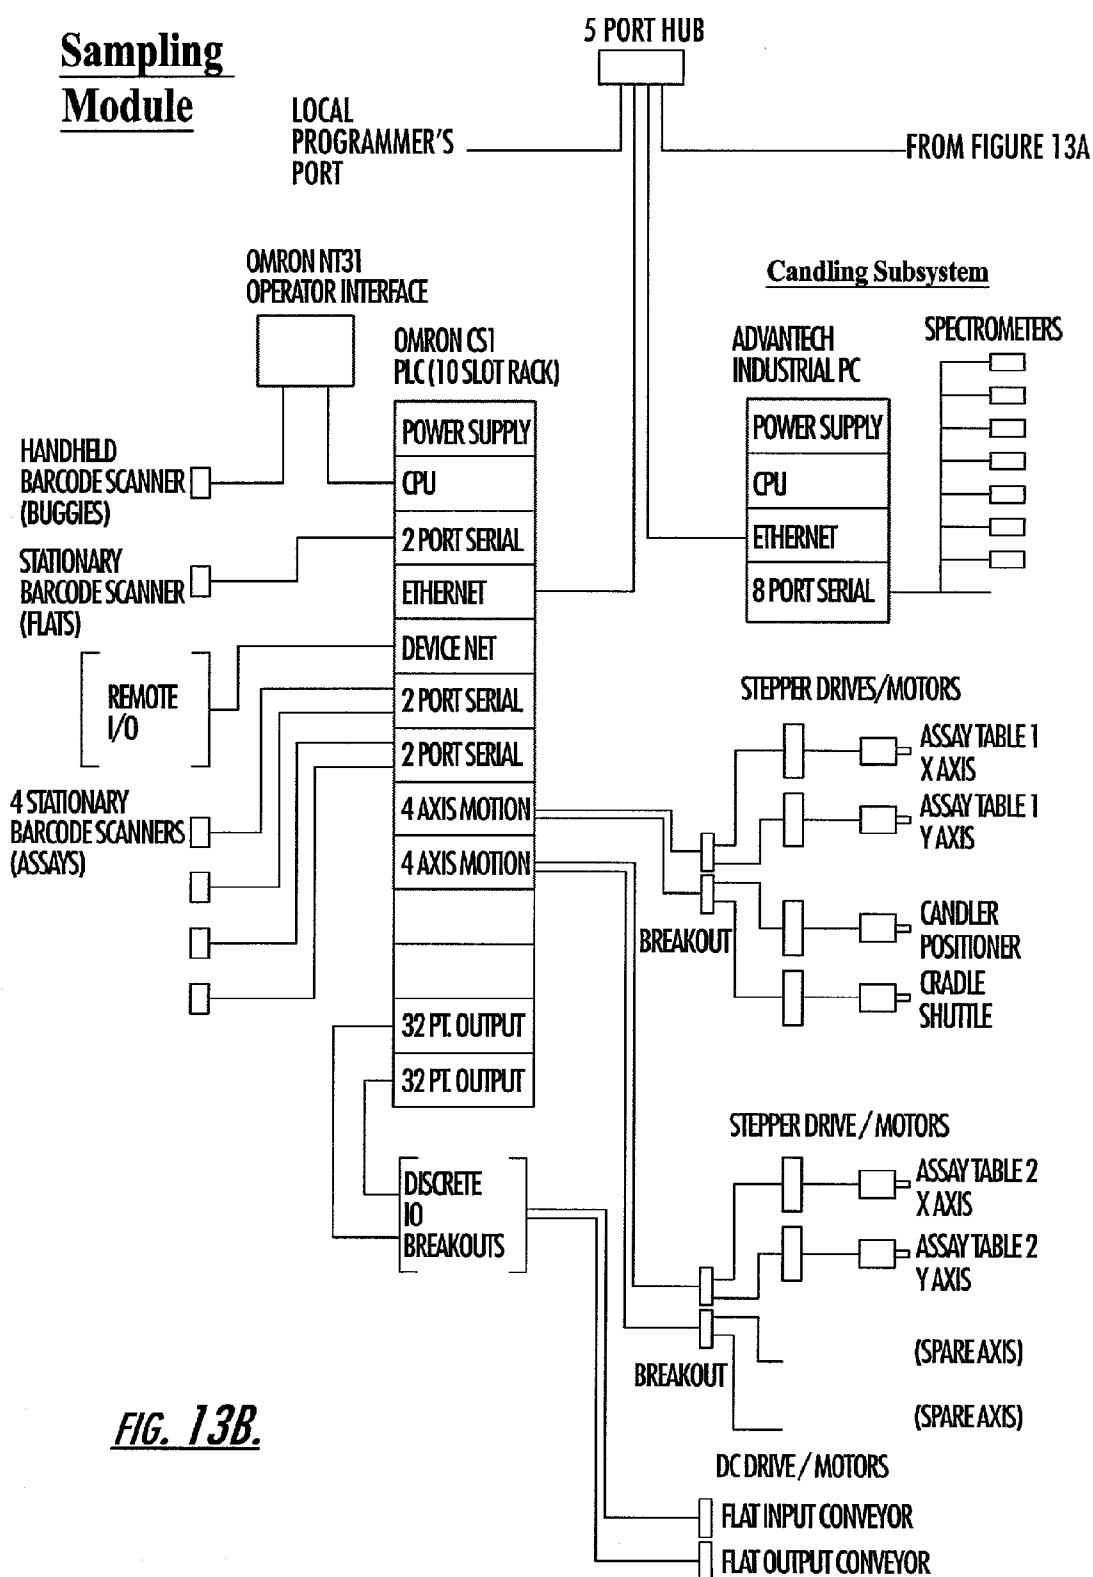 Sampling
Module
5 PORT HUB
LOCAL
PROGRAMMER'S
PORT
FROM FIGURE 13A
OMRON NT31
OPERATOR INTERFACE
Candling Subsystem
OMRON CS1
PLC (10 SLOT RACK)
ADVANTECH
INDUSTRIAL PC
SPECTROMETERS
HANDHELD
BARCODE SCANNER
(BUGGIES)
STATIONARY
BARCODE SCANNER
(FLATS)
REMOTE
I/O
4 STATIONARY
BARCODE SCANNERS
(ASSAYS)
POWER SUPPLY
CPU
2 PORT SERIAL
ETHERNET
DEVICE NET
2 PORT SERIAL
2 PORT SERIAL
4 AXIS MOTION
4 AXIS MOTION
32 PT. OUTPUT
32 PT. OUTPUT
POWER SUPPLY
CPU
ETHERNET
8 PORT SERIAL
STEPPER DRIVES/MOTORS
ASSAY TABLE 1
X AXIS
ASSAY TABLE 1
Y AXIS
BREAKOUT
CANDLER
POSITIONER
CRADLE
SHUTTLE
DISCRETE
IO
BREAKOUTS
STEPPER DRIVE / MOTORS
ASSAY TABLE 2
X AXIS
ASSAY TABLE 2
Y AXIS
BREAKOUT
(SPARE AXIS)
(SPARE AXIS)
DC DRIVE / MOTORS
FLAT INPUT CONVEYOR
FLAT OUTPUT CONVEYOR
FIG. 13B.